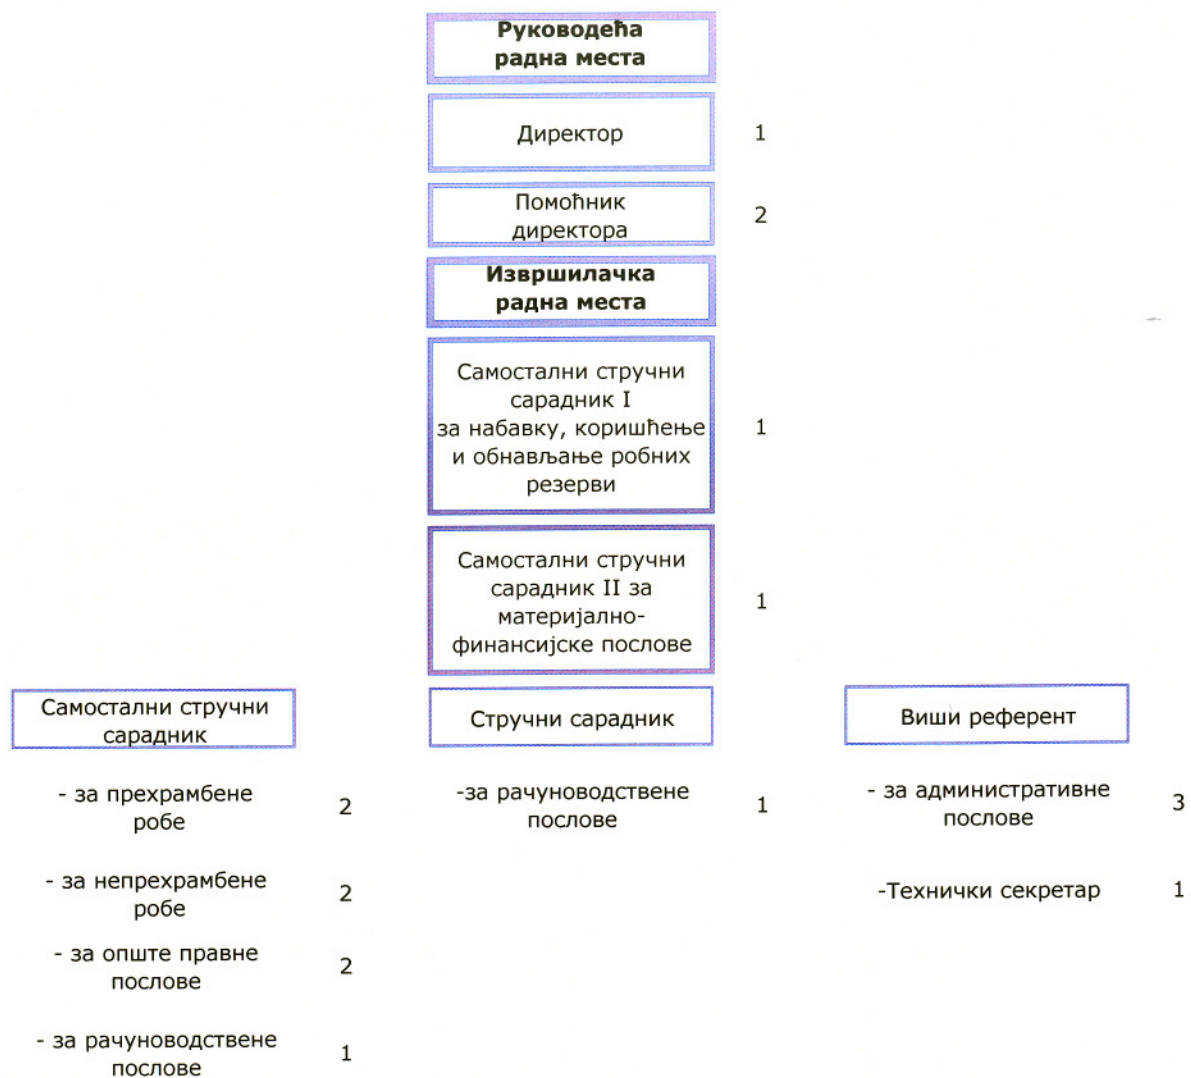 Руководећа
радна места
Директор 1
Помоћник
директора
2
Извршилачка
радна места
Самостални стручни
сарадник I
за набавку, коришћење
и обнављање робних
резерви
1
Самостални стручни
сарадник II за
материјално-
финансијске послове
1
Самостални стручни
сарадник
- за прехрамбене
робе
2
- за непрехрамбене
робе
2
- за опште правне
послове
2
- за рачуноводствене
послове
1
Стручни сарадник
-за рачуноводствене
послове
1
Виши референт
- за административне
послове
3
-Технички секретар 1